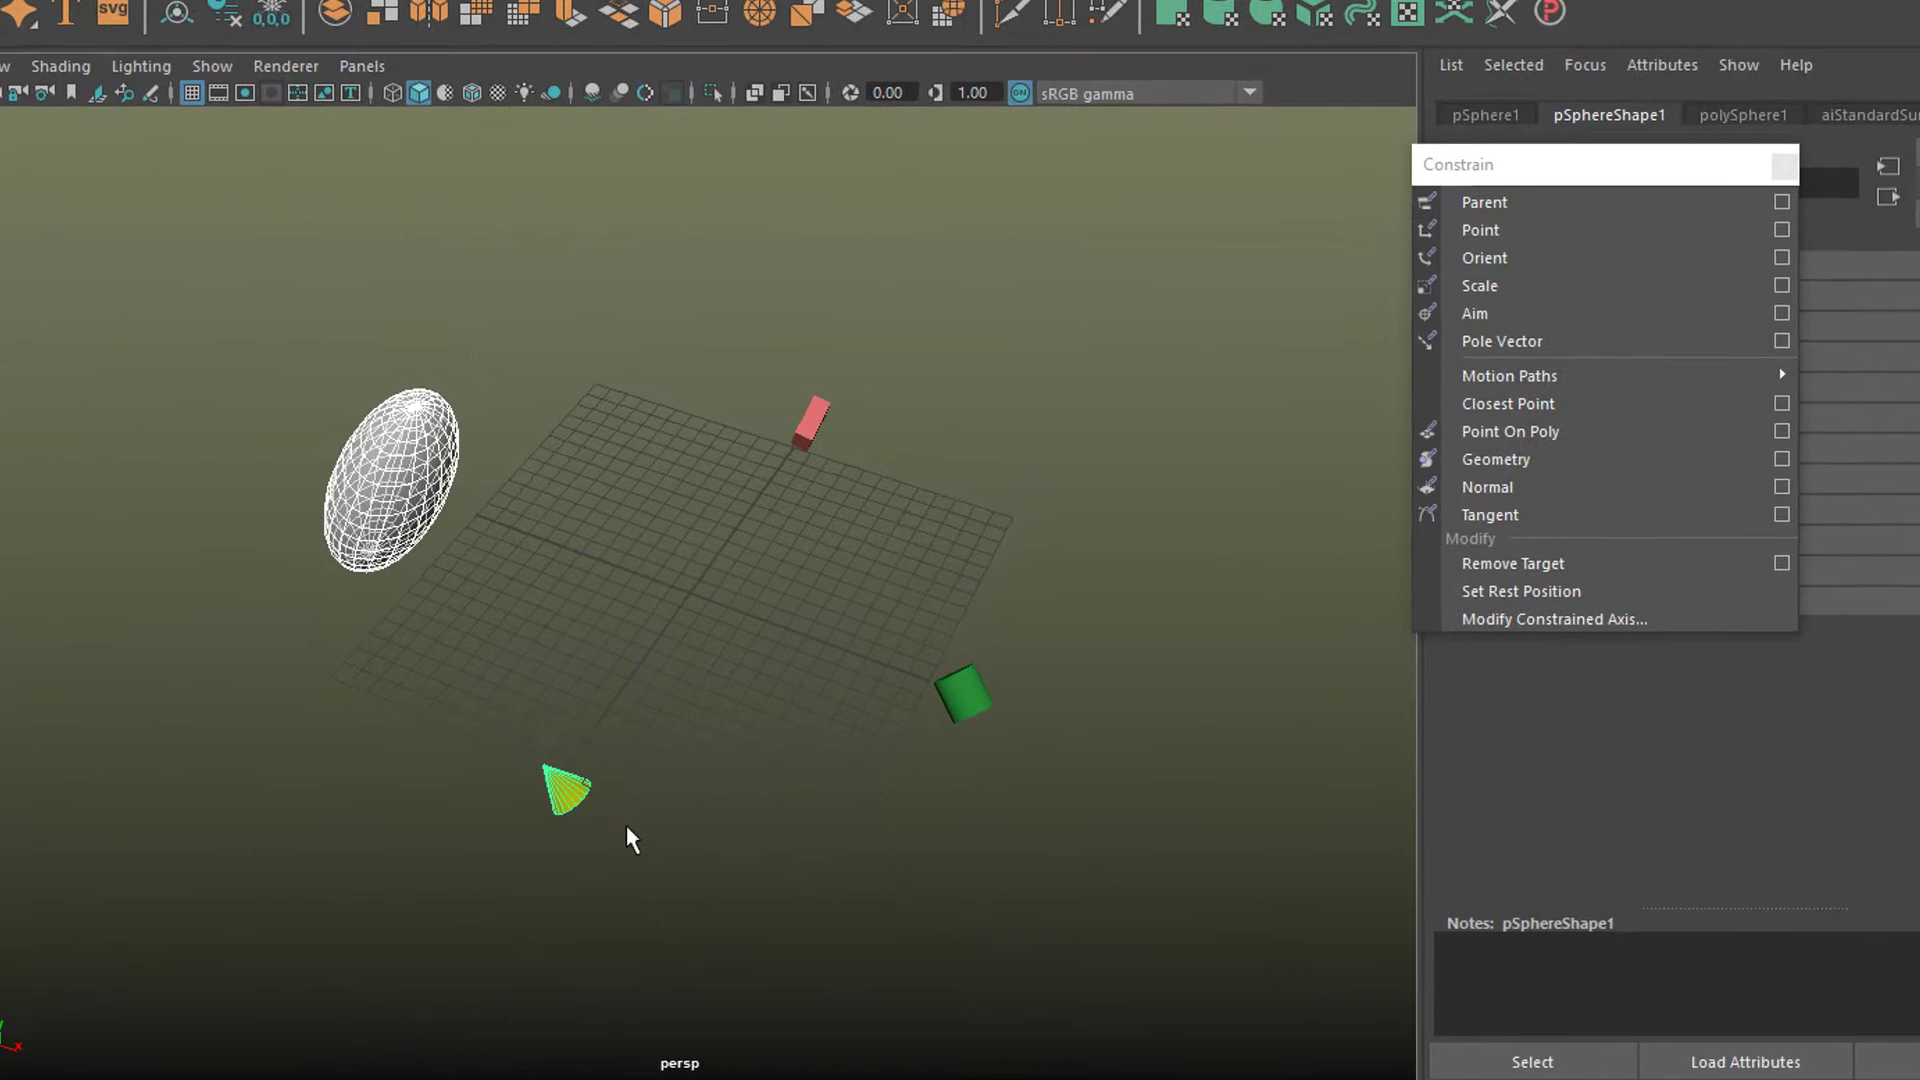 T SVG 0,0,0 P
Shading Lighting Show Renderer Panels
T 0.00 1.00 ON sRGB gamma
List Selected Focus Attributes Show Help
pSphere1 pSphereShape1 polySphere1 aiStandardSu
Constrain
Parent
Point
Orient
Scale
Aim
Pole Vector
Motion Paths
Closest Point
Point On Poly
Geometry
Normal
Tangent
Modify
Remove Target
Set Rest Position
Modify Constrained Axis...
Notes: pSphereShape1
Select Load Attributes
y
x
persp